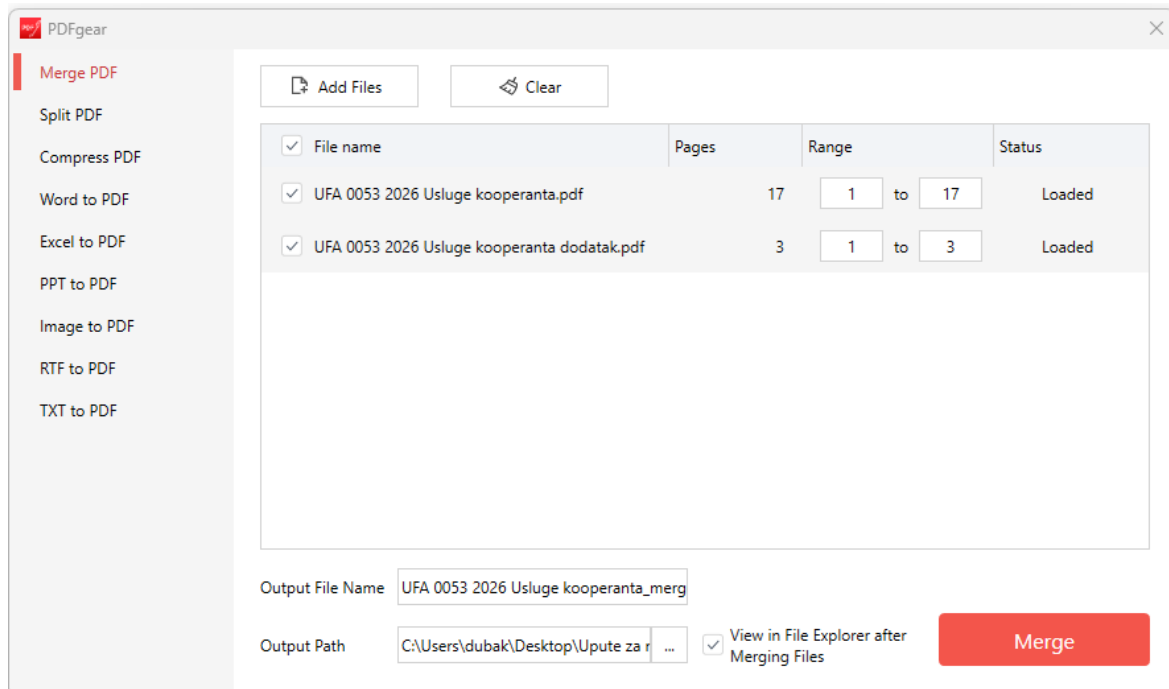 PDFgear
Merge PDF
Split PDF
Compress PDF
Word to PDF
Excel to PDF
PPT to PDF
Image to PDF
RTF to PDF
TXT to PDF
Add Files
Clear
File name Pages Range Status
UFA 0053 2026 Usluge kooperanta.pdf 17 1 to 17 Loaded
UFA 0053 2026 Usluge kooperanta dodatak.pdf 3 1 to 3 Loaded
Output File Name UFA 0053 2026 Usluge kooperanta_merg
Output Path C:\Users\dubak\Desktop\Upute za r ...
View in File Explorer after
Merging Files
Merge